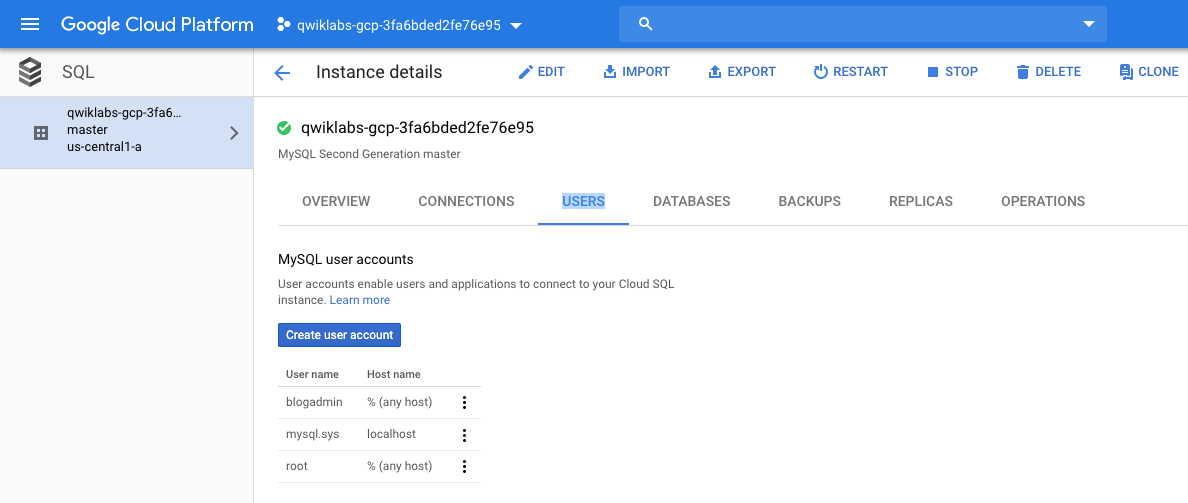 Google Cloud Platform qwiklabs-gcp-3fa6bded2fe76e95
SQL
Instance details EDIT IMPORT EXPORT RESTART STOP DELETE CLONE
qwiklabs-gcp-3fa6...
master
us-central1-a
qwiklabs-gcp-3fa6bded2fe76e95
MySQL Second Generation master
OVERVIEW CONNECTIONS USERS DATABASES BACKUPS REPLICAS OPERATIONS
MySQL user accounts
User accounts enable users and applications to connect to your Cloud SQL
instance. Learn more
Create user account
User name Host name
blogadmin % (any host)
mysql.sys localhost
root % (any host)